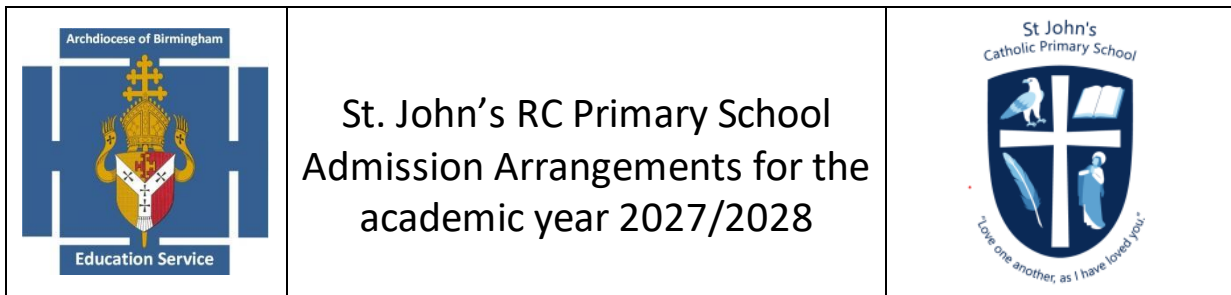 Archdiocese of Birmingham
Education Service
St. John’s RC Primary School
Admission Arrangements for the
academic year 2027/2028
St John's
Catholic Primary School
"Love one another, as I have loved you."